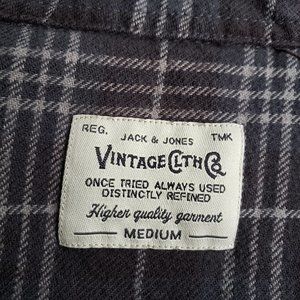 REG. JACK & JONES TMK
VINTAGE CLTH CO.
ONCE TRIED ALWAYS USED
DISTINCTLY REFINED
Higher quality garment
MEDIUM